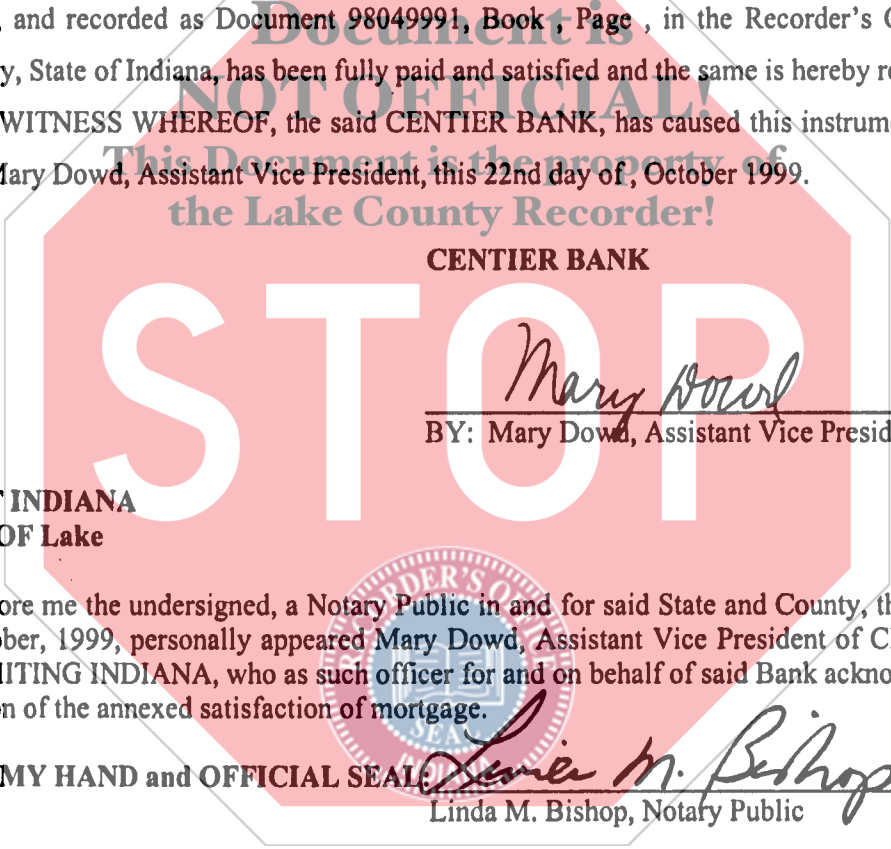 , and recorded as Document 98049991, Book , Page , in the Recorder's
Document is
y, State of Indiana, has been fully paid and satisfied and the same is hereby
NOT OFFICIAL!
WITNESS WHEREOF, the said CENTIER BANK, has caused this
This Document is the property of
Mary Dowd, Assistant Vice President, this 22nd day of , October 1999.
the Lake County Recorder!
CENTIER BANK
STOP
Mary Dowd
BY: Mary Dowd, Assistant Vice Presid
INDIANA
OF Lake
RECORDER'S OFFICE
ore me the undersigned, a Notary Public in and for said State and County, th
ber, 1999, personally appeared Mary Dowd, Assistant Vice President of C
ITING INDIANA, who as such officer for and on behalf of said Bank ackno
n of the annexed satisfaction of mortgage.
SEAL
INDIANA
MY HAND and OFFICIAL SEAL:
M. Bishop
Linda M. Bishop, Notary Public